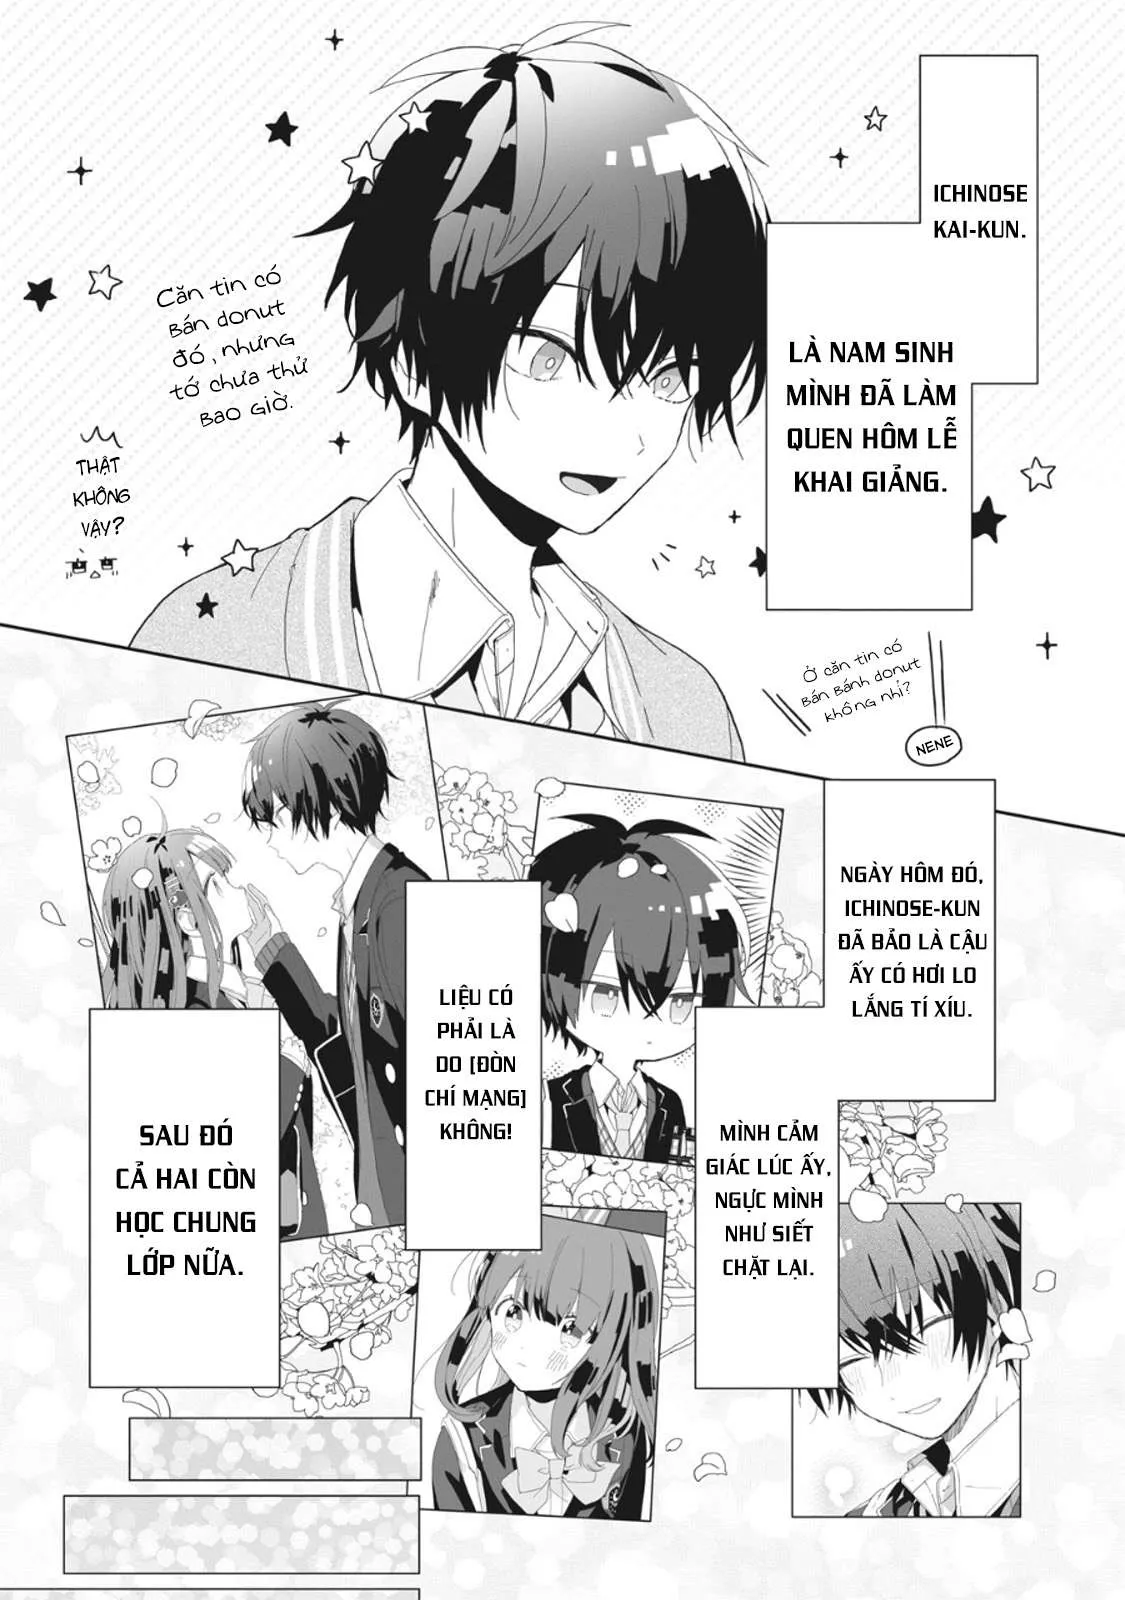 ICHINOSE
KAI-KUN.
LÀ NAM SINH
MÌNH ĐÃ LÀM
QUEN HÔM LỄ
KHAI GIẢNG.
Ở căn tin có
Bán Bánh donut
không nhỉ?
NENE
Căn tin có
Bán donut
đó, nhưng
tớ chưa thử
Bao giờ.
THẬT
KHÔNG
VẬY?
NGÀY HÔM ĐÓ,
ICHINOSE-KUN
ĐÃ BẢO LÀ CẬU
ẤY CÓ HƠI LO
LẮNG TÍ XÍU.
MÌNH CẢM
GIÁC LÚC ẤY,
NGỰC MÌNH
NHƯ SIẾT
CHẶT LẠI.
LIỆU CÓ
PHẢI LÀ
DO [ĐÒN
CHÍ MẠNG]
KHÔNG!
SAU ĐÓ
CẢ HAI CÒN
HỌC CHUNG
LỚP NỮA.